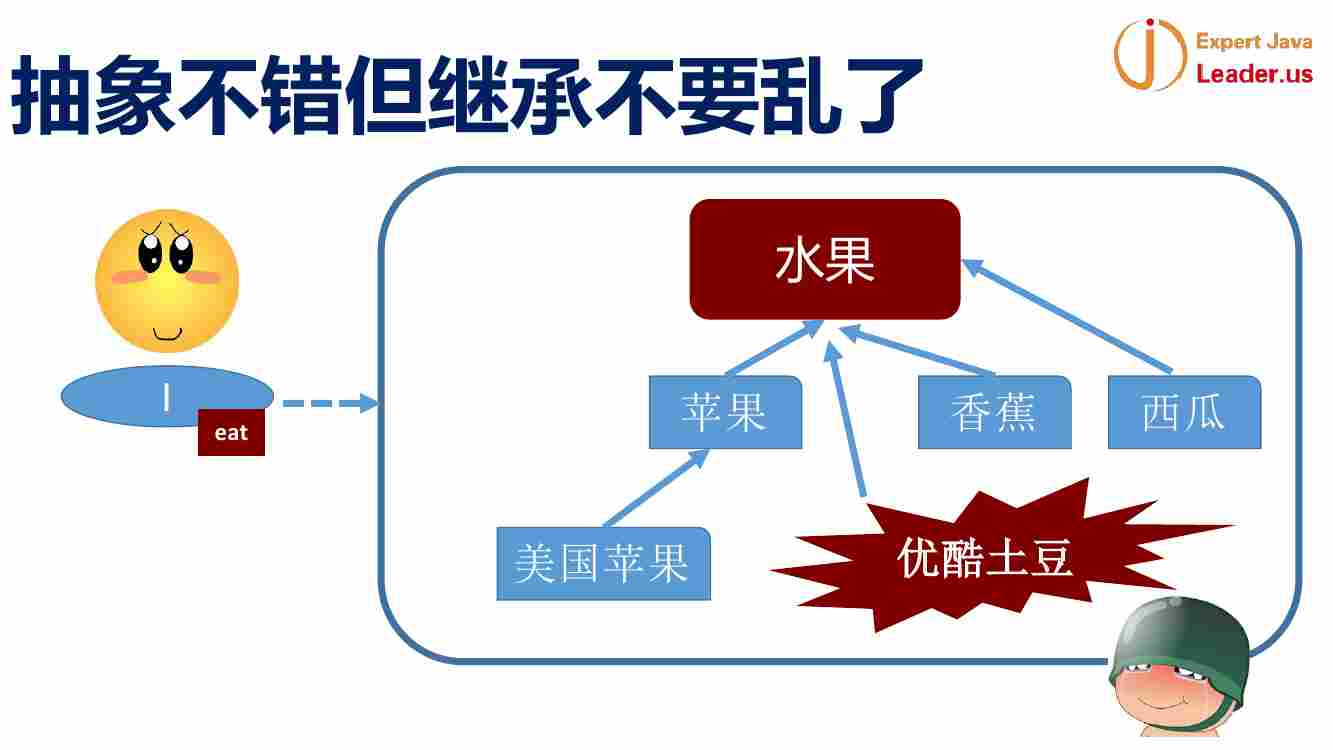 Expert Java
Leader.us
抽象不错但继承不要乱了
水果
I
eat
苹果
香蕉
西瓜
美国苹果
优酷土豆